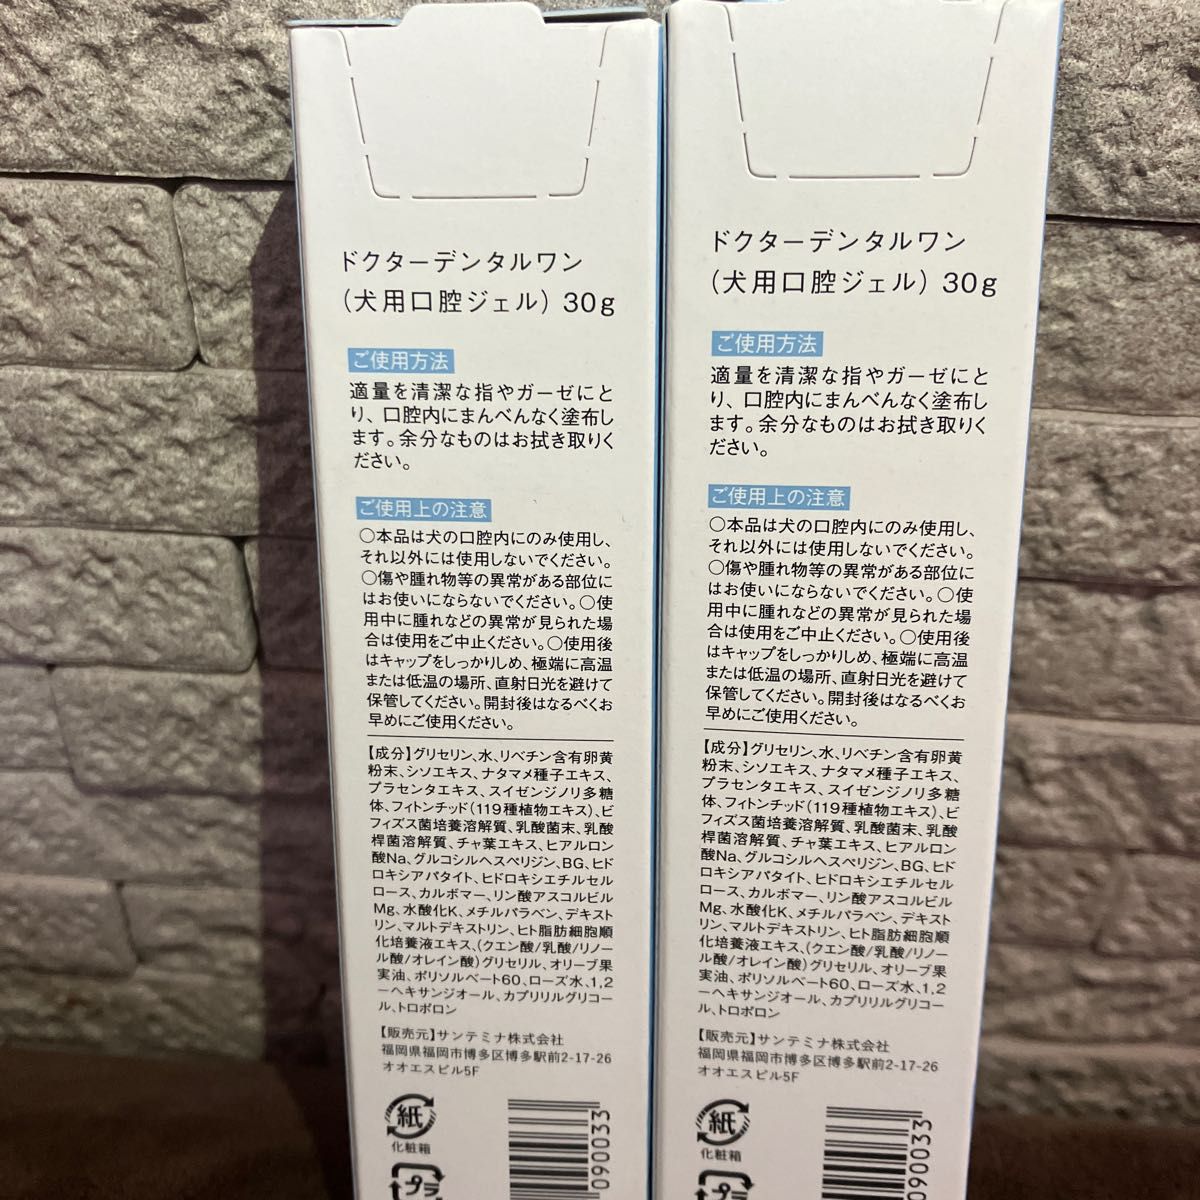 ドクターデンタルワン
(犬用口腔ジェル) 30g
ご使用方法
適量を清潔な指やガーゼにと
り、口腔内にまんべんなく塗布し
ます。余分なものはお拭き取りく
ださい。
ご使用上の注意
○本品は犬の口腔内にのみ使用し、
それ以外には使用しないでください。
○傷や腫れ物等の異常がある部位に
はお使いにならないでください。○使
用中に腫れなどの異常が見られた場
合は使用をご中止ください。○使用後
はキャップをしっかりしめ、極端に高温
または低温の場所、直射日光を避けて
保管してください。開封後はなるべくお
早めにご使用ください。
【成分】グリセリン、水、リベチン含有卵黄
粉末、シソエキス、ナタマメ種子エキス、
プラセンタエキス、スイゼンジノリ多糖
体、フィトンチッド(119種植物エキス)、ビ
フィズス菌培養溶解質、乳酸菌末、乳酸
桿菌溶解質、チャ葉エキス、ヒアルロン
酸Na、グルコシルヘスペリジン、BG、ヒド
ロキシアパタイト、ヒドロキシエチルセル
ロース、カルボマー、リン酸アスコルビル
Mg、水酸化K、メチルパラベン、デキスト
リン、マルトデキストリン、ヒト脂肪細胞順
化培養液エキス、(クエン酸/乳酸/リノー
ル酸/オレイン酸)グリセリル、オリーブ果
実油、ポリソルベート60、ローズ水、1,2
ーヘキサンジオール、カプリリルグリコー
ル、トロポロン
【販売元】サンテミナ株式会社
福岡県福岡市博多区博多駅前2-17-26
オオエスビル5F
紙
化粧箱
プラ
090033
ドクターデンタルワン
(犬用口腔ジェル) 30g
ご使用方法
適量を清潔な指やガーゼにと
り、口腔内にまんべんなく塗布し
ます。余分なものはお拭き取りく
ださい。
ご使用上の注意
○本品は犬の口腔内にのみ使用し、
それ以外には使用しないでください。
○傷や腫れ物等の異常がある部位に
はお使いにならないでください。○使
用中に腫れなどの異常が見られた場
合は使用をご中止ください。○使用後
はキャップをしっかりしめ、極端に高温
または低温の場所、直射日光を避けて
保管してください。開封後はなるべくお
早めにご使用ください。
【成分】グリセリン、水、リベチン含有卵黄
粉末、シソエキス、ナタマメ種子エキス、
プラセンタエキス、スイゼンジノリ多糖
体、フィトンチッド(119種植物エキス)、ビ
フィズス菌培養溶解質、乳酸菌末、乳酸
桿菌溶解質、チャ葉エキス、ヒアルロン
酸Na、グルコシルヘスペリジン、BG、ヒド
ロキシアパタイト、ヒドロキシエチルセル
ロース、カルボマー、リン酸アスコルビル
Mg、水酸化K、メチルパラベン、デキスト
リン、マルトデキストリン、ヒト脂肪細胞順
化培養液エキス、(クエン酸/乳酸/リノー
ル酸/オレイン酸)グリセリル、オリーブ果
実油、ポリソルベート60、ローズ水、1,2
ーヘキサンジオール、カプリリルグリコー
ル、トロポロン
【販売元】サンテミナ株式会社
福岡県福岡市博多区博多駅前2-17-26
オオエスビル5F
紙
化粧箱
プラ
090033